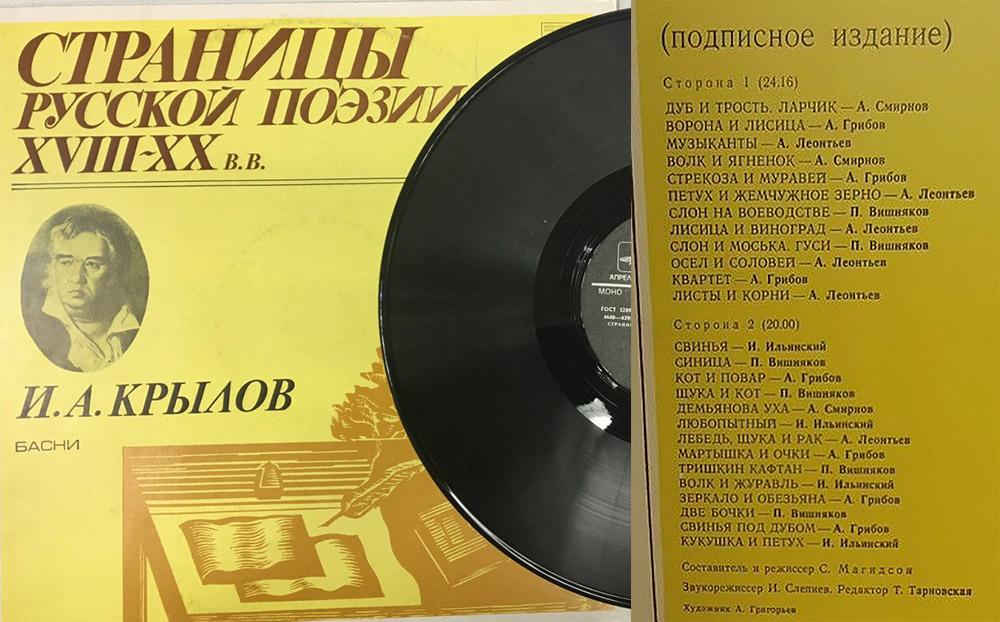 СТРАНИЦЫ
РУССКОЙ ПОЭЗИИ
XVIII-XX В.В.
И. А. КРЫЛОВ
БАСНИ
МОНО
ГОСТ
(подписное издание)
Сторона 1 (24.16)
ДУБ И ТРОСТЬ. ЛАРЧИК — А. Смирнов
ВОРОНА И ЛИСИЦА — А. Грибов
МУЗЫКАНТЫ — А. Леонтьев
ВОЛК И ЯГНЕНОК — А. Смирнов
СТРЕКОЗА И МУРАВЕЙ — А. Грибов
ПЕТУХ И ЖЕМЧУЖНОЕ ЗЕРНО — А. Леонтьев
СЛОН НА ВОЕВОДСТВЕ — П. Вишняков
ЛИСИЦА И ВИНОГРАД — А. Леонтьев
СЛОН И МОСЬКА. ГУСИ — П. Вишняков
ОСЕЛ И СОЛОВЕЙ — А. Леонтьев
КВАРТЕТ — А. Грибов
ЛИСТЫ И КОРНИ — А. Леонтьев
Сторона 2 (20.00)
СВИНЬЯ — И. Ильинский
СИНИЦА — П. Вишняков
КОТ И ПОВАР — А. Грибов
ЩУКА И КОТ — П. Вишняков
ДЕМЬЯНОВА УХА — А. Смирнов
ЛЮБОПЫТНЫЙ — И. Ильинский
ЛЕБЕДЬ, ЩУКА И РАК — А. Леонтьев
МАРТЫШКА И ОЧКИ — А. Грибов
ТРИШКИН КАФТАН — П. Вишняков
ВОЛК И ЖУРАВЛЬ — И. Ильинский
ЗЕРКАЛО И ОБЕЗЬЯНА — А. Грибов
ДВЕ БОЧКИ — П. Вишняков
СВИНЬЯ ПОД ДУБОМ — А. Грибов
КУКУШКА И ПЕТУХ — И. Ильинский
Составитель и режиссер С. Магидсон
Звукорежиссер И. Слепнев. Редактор Т. Тарновская
Художник А. Григорьев